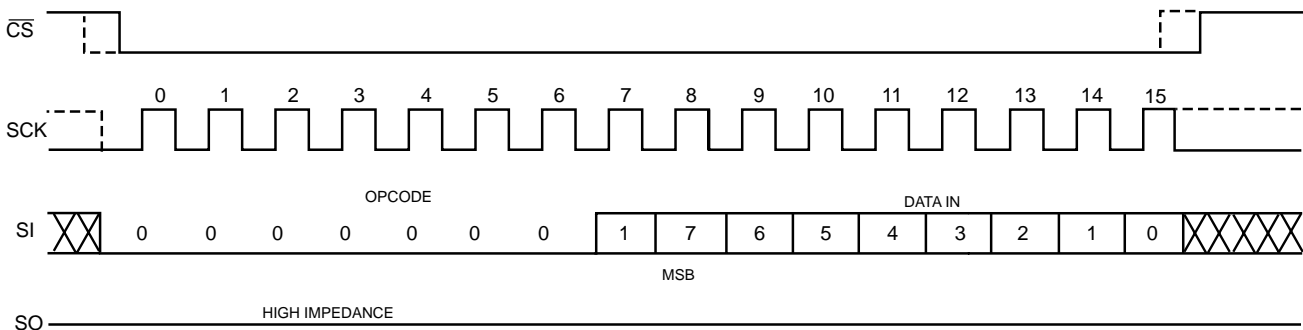 CS
0 1 2 3 4 5 6 7 8 9 10 11 12 13 14 15
SCK
OPCODE DATA IN
SI 0 0 0 0 0 0 0 1 7 6 5 4 3 2 1 0
MSB
HIGH IMPEDANCE
SO